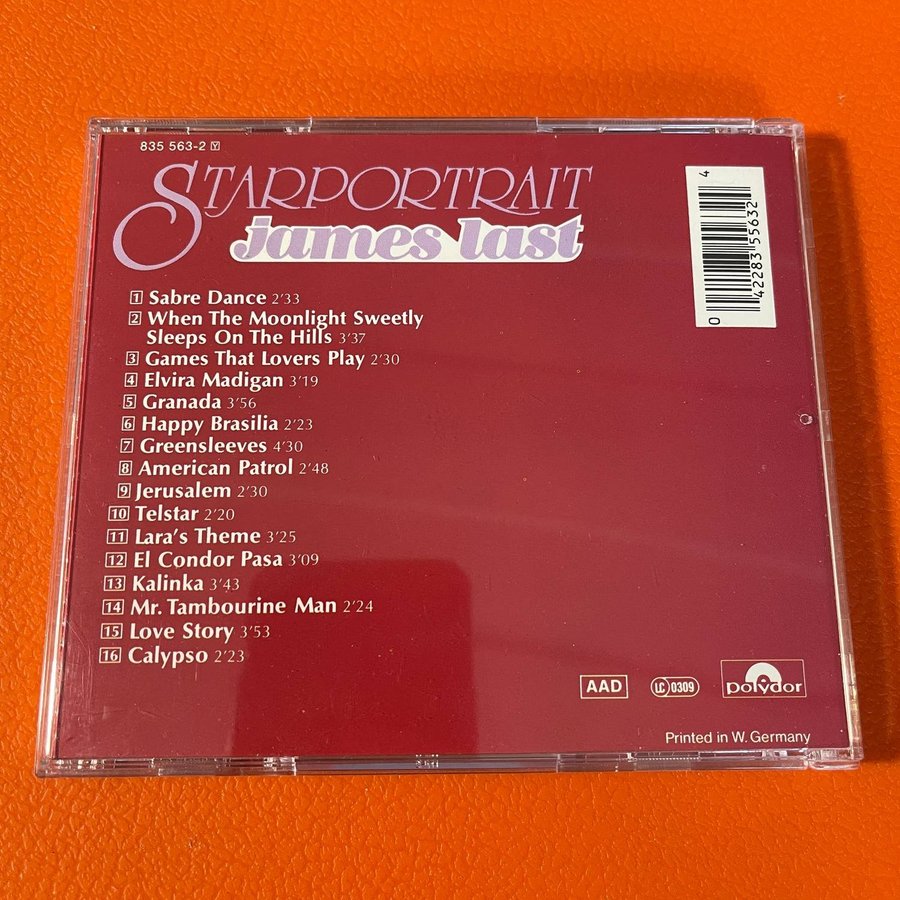 835 563-2 Y
STARPORTRAIT
james last
1 Sabre Dance 2'33
2 When The Moonlight Sweetly
Sleeps On The Hills 3'37
3 Games That Lovers Play 2'30
4 Elvira Madigan 3'19
5 Granada 3'56
6 Happy Brasilia 2'23
7 Greensleeves 4'30
8 American Patrol 2'48
9 Jerusalem 2'30
10 Telstar 2'20
11 Lara's Theme 3'25
12 El Condor Pasa 3'09
13 Kalinka 3'43
14 Mr. Tambourine Man 2'24
15 Love Story 3'53
16 Calypso 2'23
0 42283 55632 4
AAD
LC 0309
polydor
Printed in W. Germany